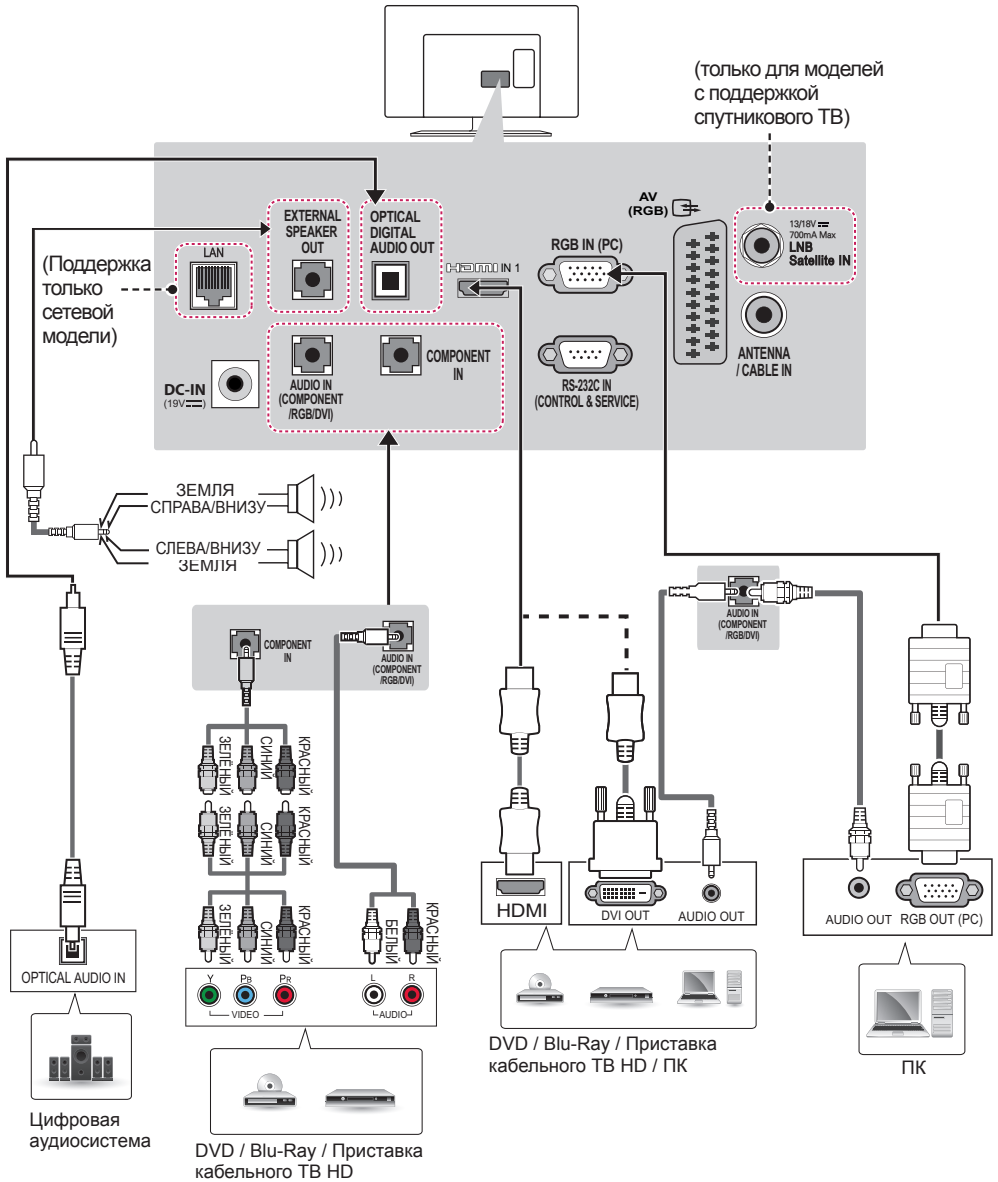 (только для моделей
с поддержкой
спутникового ТВ)
AV
(RGB)
13/18V
700mA Max
LNB
Satellite IN
EXTERNAL
SPEAKER
OUT
OPTICAL
DIGITAL
AUDIO OUT
RGB IN (PC)
LAN
HDMI IN 1
(Поддержка
только
сетевой
модели)
DC-IN
(19V)
AUDIO IN
(COMPONENT
/RGB/DVI)
COMPONENT
IN
RS-232C IN
(CONTROL & SERVICE)
ANTENNA
/ CABLE IN
ЗЕМЛЯ
СПРАВА/ВНИЗУ
СЛЕВА/ВНИЗУ
ЗЕМЛЯ
COMPONENT
IN
AUDIO IN
(COMPONENT
/RGB/DVI)
AUDIO IN
(COMPONENT
/RGB/DVI)
ЗЕЛЁНЫЙ
СИНИЙ
КРАСНЫЙ
ЗЕЛЁНЫЙ
СИНИЙ
КРАСНЫЙ
ЗЕЛЁНЫЙ
СИНИЙ
КРАСНЫЙ
БЕЛЫЙ
КРАСНЫЙ
HDMI
DVI OUT
AUDIO OUT
AUDIO OUT
RGB OUT (PC)
OPTICAL AUDIO IN
Y PB PR
VIDEO
L R
AUDIO
DVD / Blu-Ray / Приставка
кабельного ТВ HD / ПК
ПК
Цифровая
аудиосистема
DVD / Blu-Ray / Приставка
кабельного ТВ HD